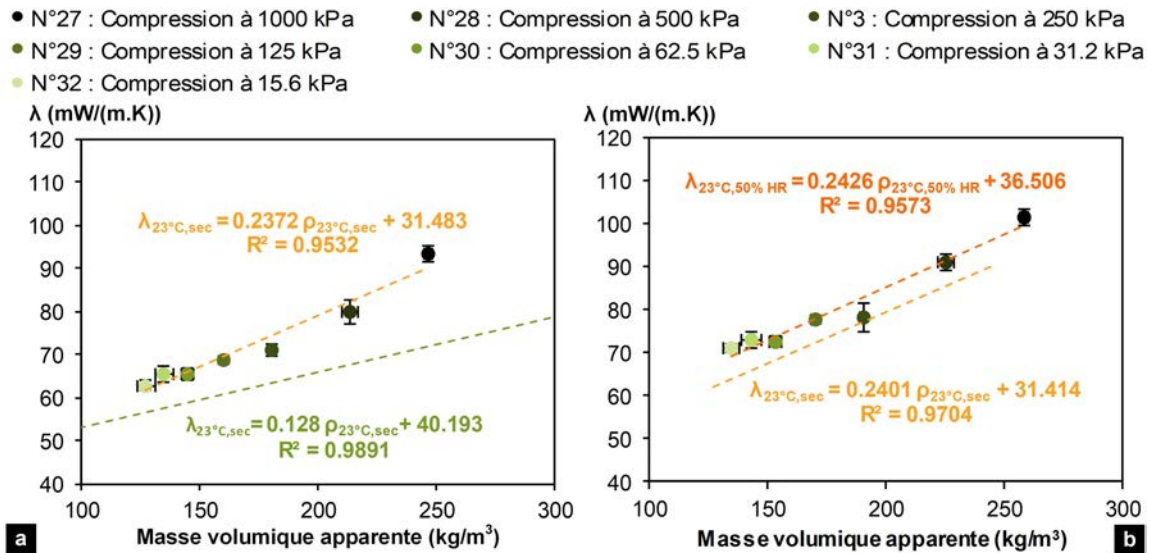 N°27 : Compression à 1000 kPa
N°28 : Compression à 500 kPa
N°3 : Compression à 250 kPa
N°29 : Compression à 125 kPa
N°30 : Compression à 62.5 kPa
N°31 : Compression à 31.2 kPa
N°32 : Compression à 15.6 kPa
λ (mW/(m.K))
120
110
100
90
80
70
60
50
40
λ23°C,sec = 0.2372 ρ23°C,sec + 31.483
R² = 0.9532
λ23°C,sec = 0.128 ρ23°C,sec + 40.193
R² = 0.9891
100
150
200
250
300
Masse volumique apparente (kg/m³)
a
λ (mW/(m.K))
120
110
100
90
80
70
60
50
40
λ23°C,50% HR = 0.2426 ρ23°C,50% HR + 36.506
R² = 0.9573
λ23°C,sec = 0.2401 ρ23°C,sec + 31.414
R² = 0.9704
100
150
200
250
300
Masse volumique apparente (kg/m³)
b